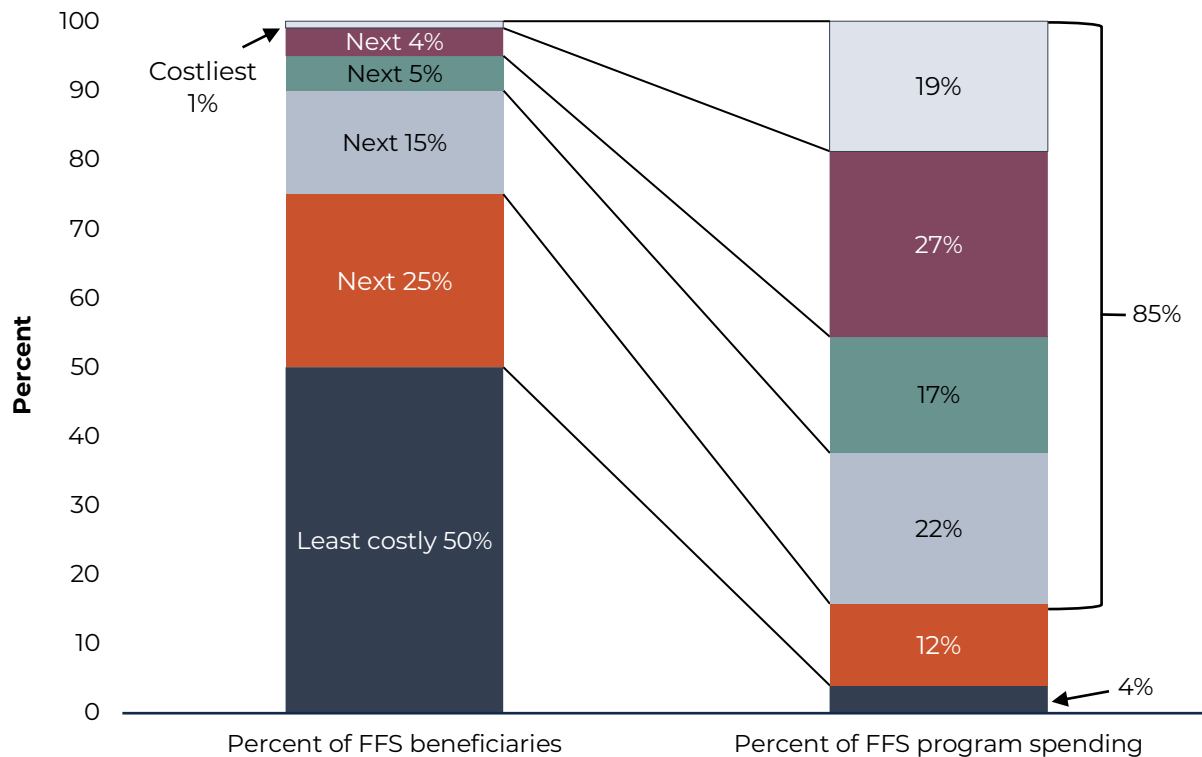 100
90
80
70
60
50
40
30
20
10
0
Percent
Costliest
1%
Next 4%
Next 5%
Next 15%
Next 25%
Least costly 50%
19%
27%
17%
22%
12%
4%
85%
Percent of FFS beneficiaries
Percent of FFS program spending